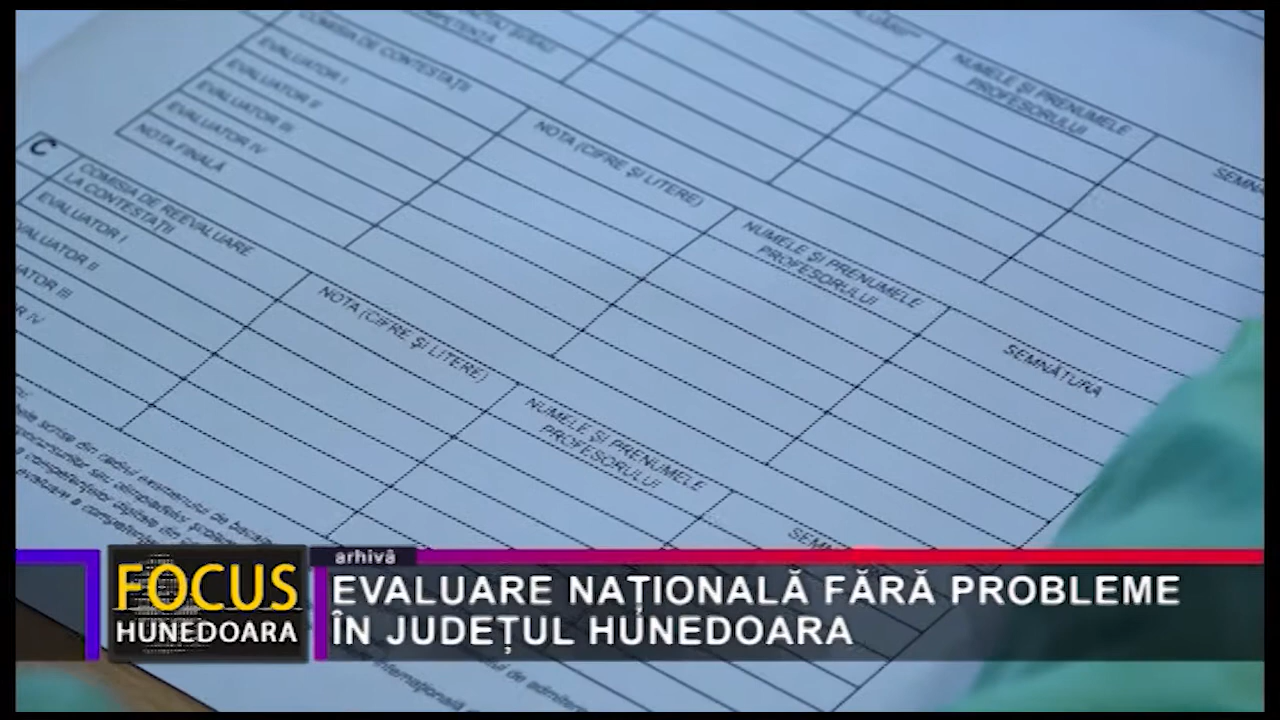 NUMELE ȘI PRENUMELE
PROFESORULUI
COMISIA DE CONTESTAȚII
EVALUATOR I
EVALUATOR II
EVALUATOR III
EVALUATOR IV
NOTA FINALĂ
NOTA (CIFRE ȘI LITERE)
NUMELE ȘI PRENUMELE
PROFESORULUI
SEMNĂTURA
C
COMISIA DE REEVALUARE
LA CONTESTAȚII
EVALUATOR I
EVALUATOR II
III
IV
NOTA (CIFRE ȘI LITERE)
NUMELE ȘI PRENUMELE
PROFESORULUI
arhivă
FOCUS
HUNEDOARA
EVALUARE NAȚIONALĂ FĂRĂ PROBLEME
ÎN JUDEȚUL HUNEDOARA